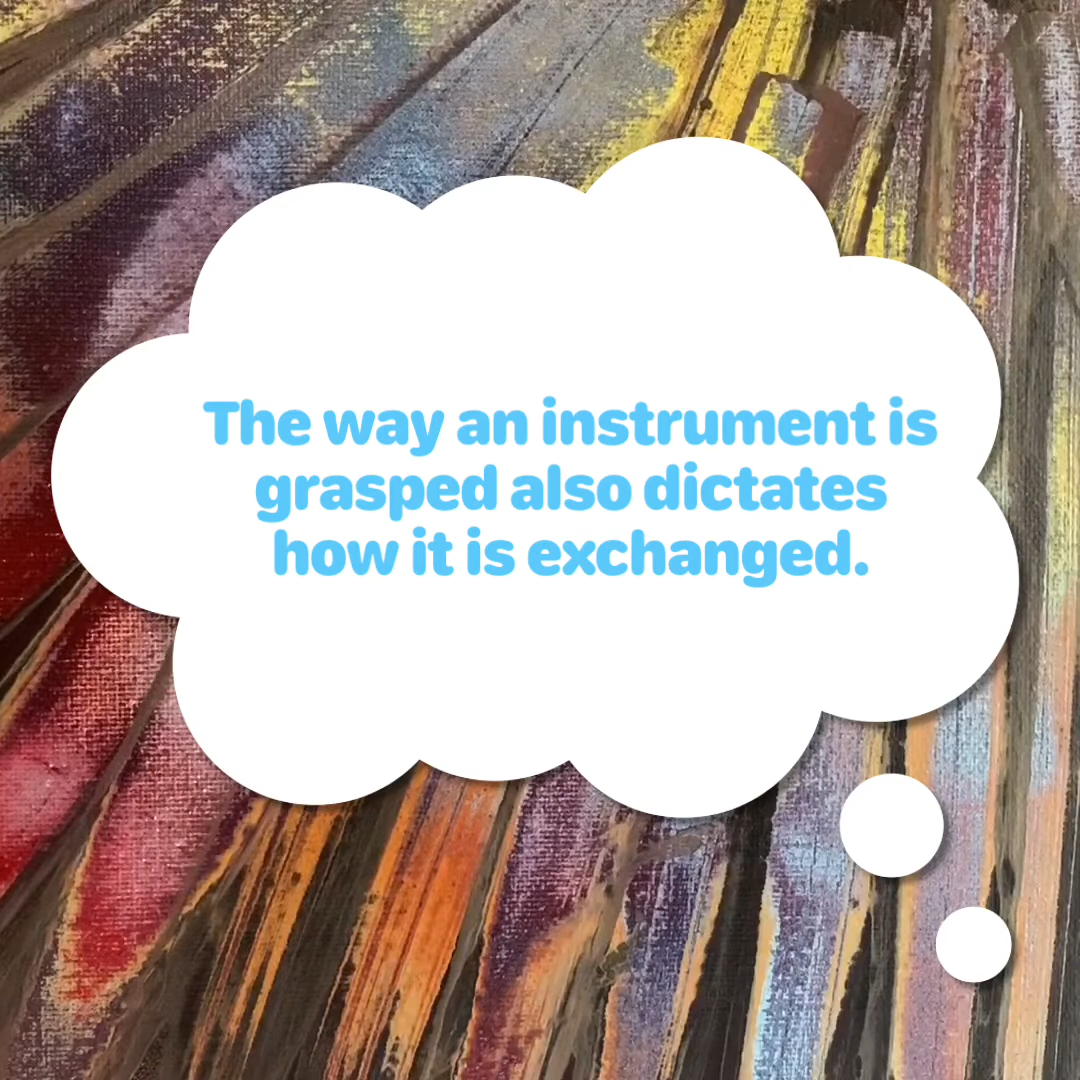 The way an instrument is
grasped also dictates
how it is exchanged.